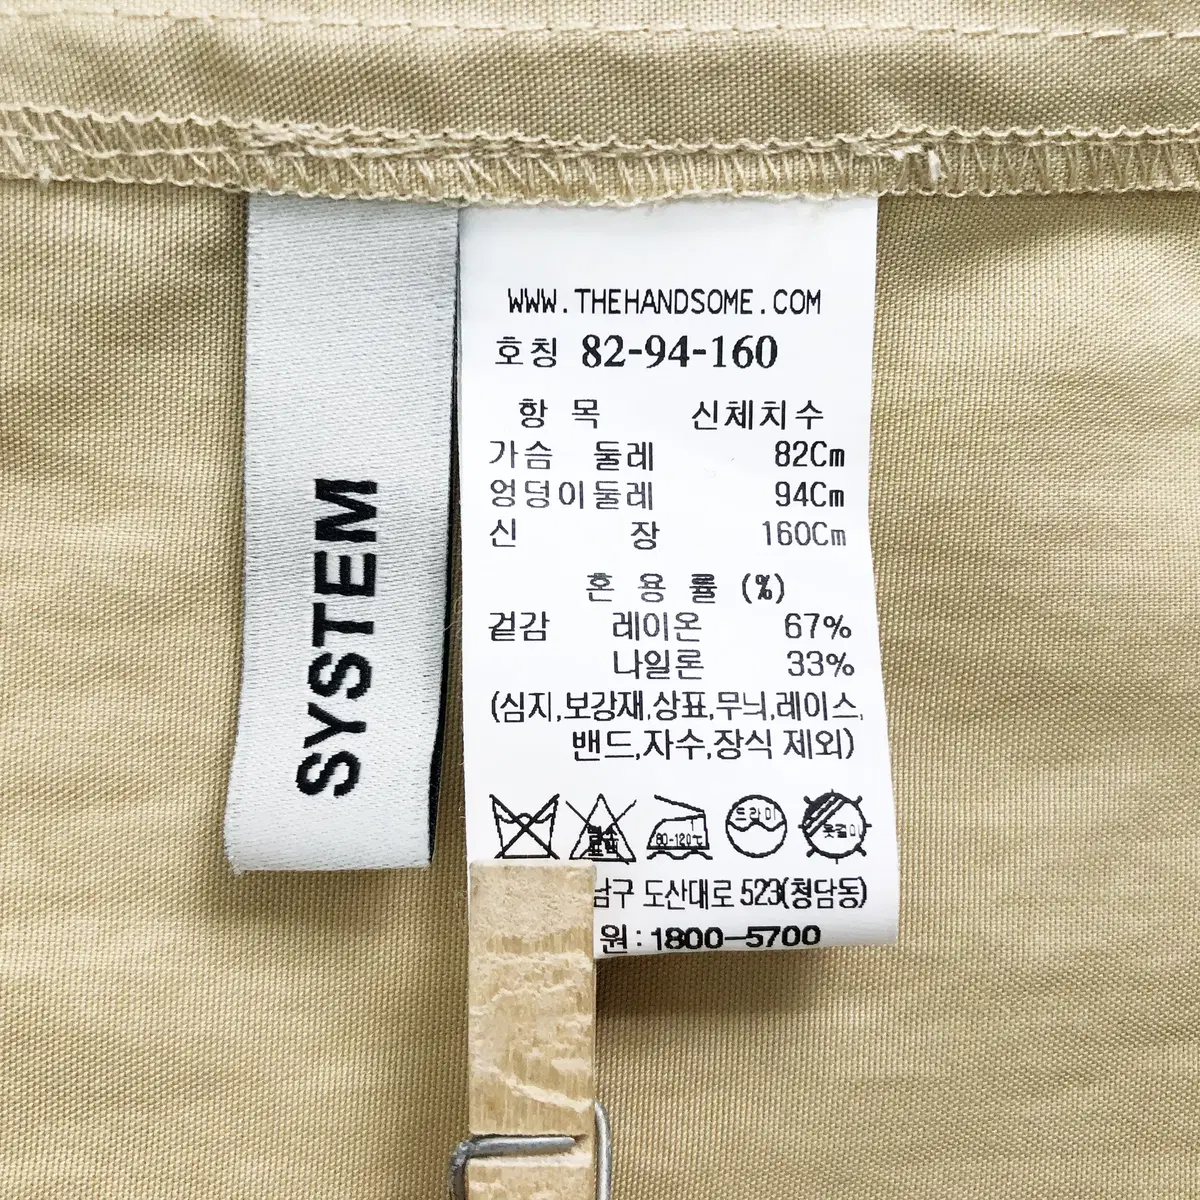 SYSTEM
WWW.THEHANDSOME.COM
호칭 82-94-160
항 목 신체치수
가슴 둘레 82Cm
엉덩이둘레 94Cm
신 장 160Cm
혼 용 률 (%)
겉감 레이온 67%
나일론 33%
(심지,보강재,상표,무늬,레이스,
밴드,자수,장식 제외)
80-120℃ 드라이 옷걸이
남구 도산대로 523(청담동)
원:1800-5700